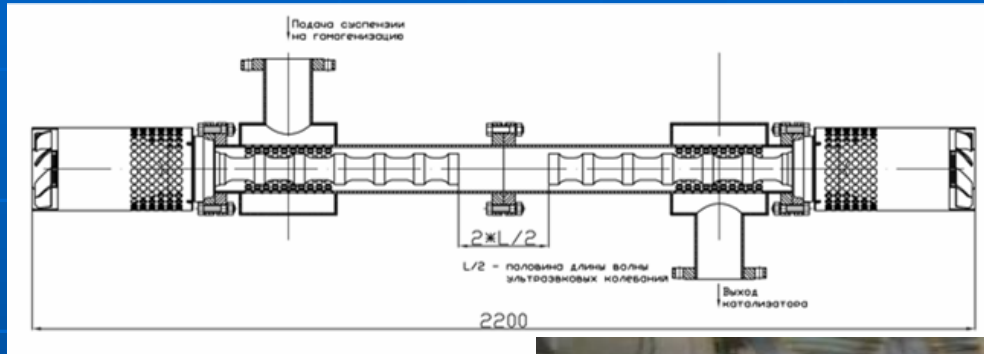 Подача суспензии
на гомогенизацию
2*L/2
L/2 - половина длины волны
ультразвуковых колебаний
Выход
катализатора
2200